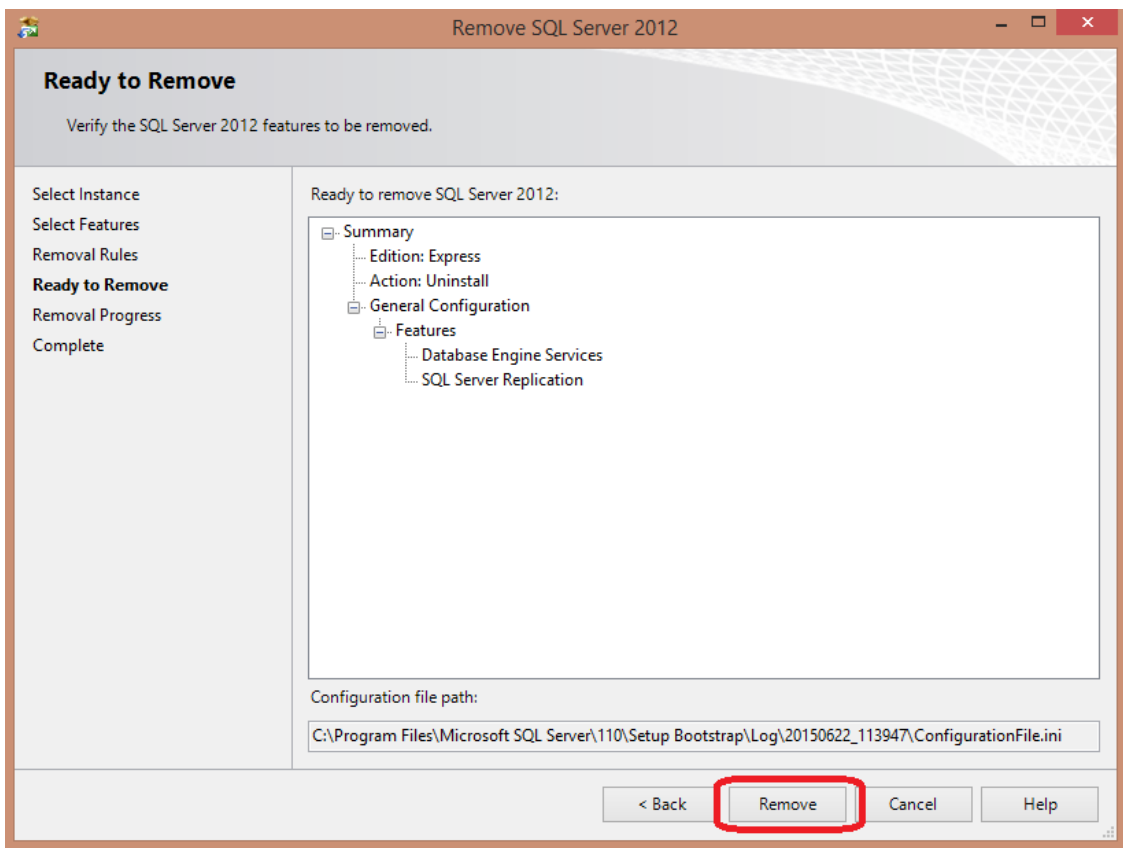 Remove SQL Server 2012
Ready to Remove
Verify the SQL Server 2012 features to be removed.
Select Instance
Select Features
Removal Rules
Ready to Remove
Removal Progress
Complete
Ready to remove SQL Server 2012:
Summary
Edition: Express
Action: Uninstall
General Configuration
Features
Database Engine Services
SQL Server Replication
Configuration file path:
C:\Program Files\Microsoft SQL Server\110\Setup Bootstrap\Log\20150622_113947\ConfigurationFile.ini
< Back Remove Cancel Help